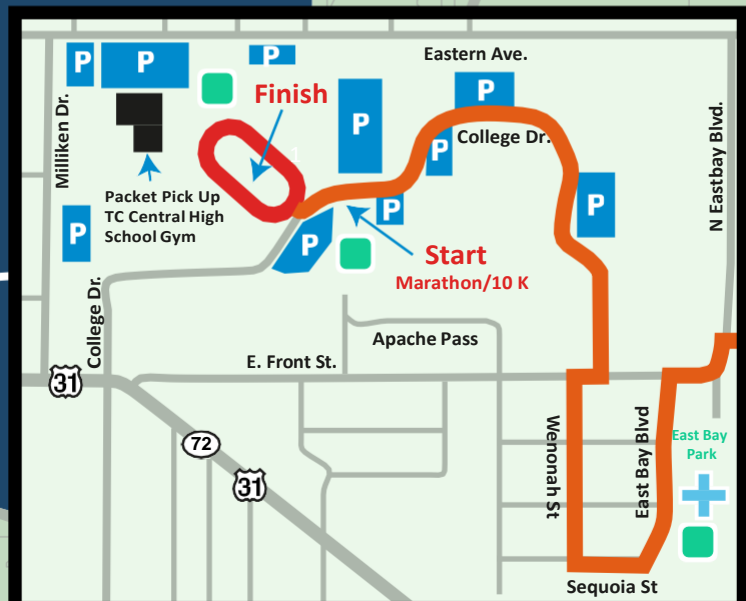 Eastern Ave.
P
P
P
P
Finish
P
College Dr.
P
P
Milliken Dr.
N Eastbay Blvd.
1
Packet Pick Up
TC Central High
School Gym
P
P
P
Start
Marathon/10 K
College Dr.
Apache Pass
E. Front St.
31
72
31
Wenonah St
East Bay Blvd
East Bay
Park
Sequoia St